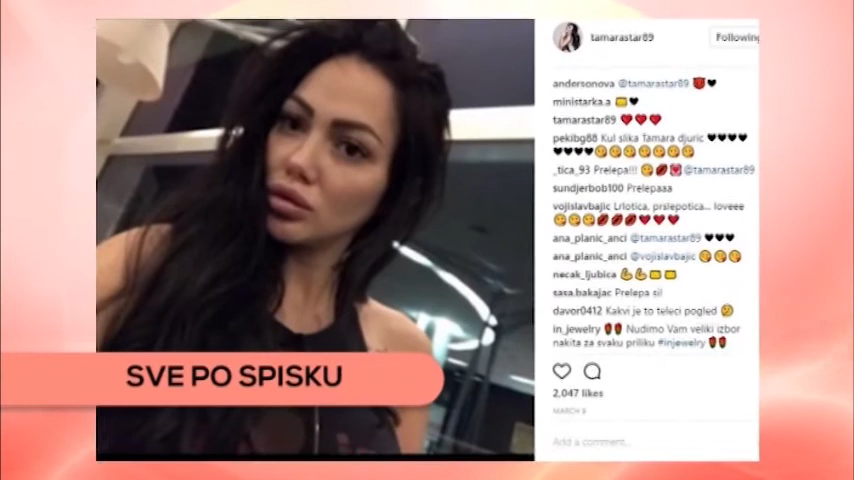 tamarastar89 Following
andersonova @tamarastar89
ministarka.a
tamarastar89
pekibg88 Kul slika Tamara djuric
_tica_93 Prelepa!!! @tamarastar89
sundjerbob100 Prelepaaa
vojislavbajic Lrlotica, prslepotica... loveee
ana_planic_anci @tamarastar89
ana_planic_anci @vojislavbajic
necak_ljubica
sasa.bakajac Prelepa si!
davor0412 Kakvi je to teleci pogled
in_jewelry Nudimo Vam veliki izbor
nakita za svaku priliku #injewelry
SVE PO SPISKU
2,047 likes
MARCH 8
Add a comment...